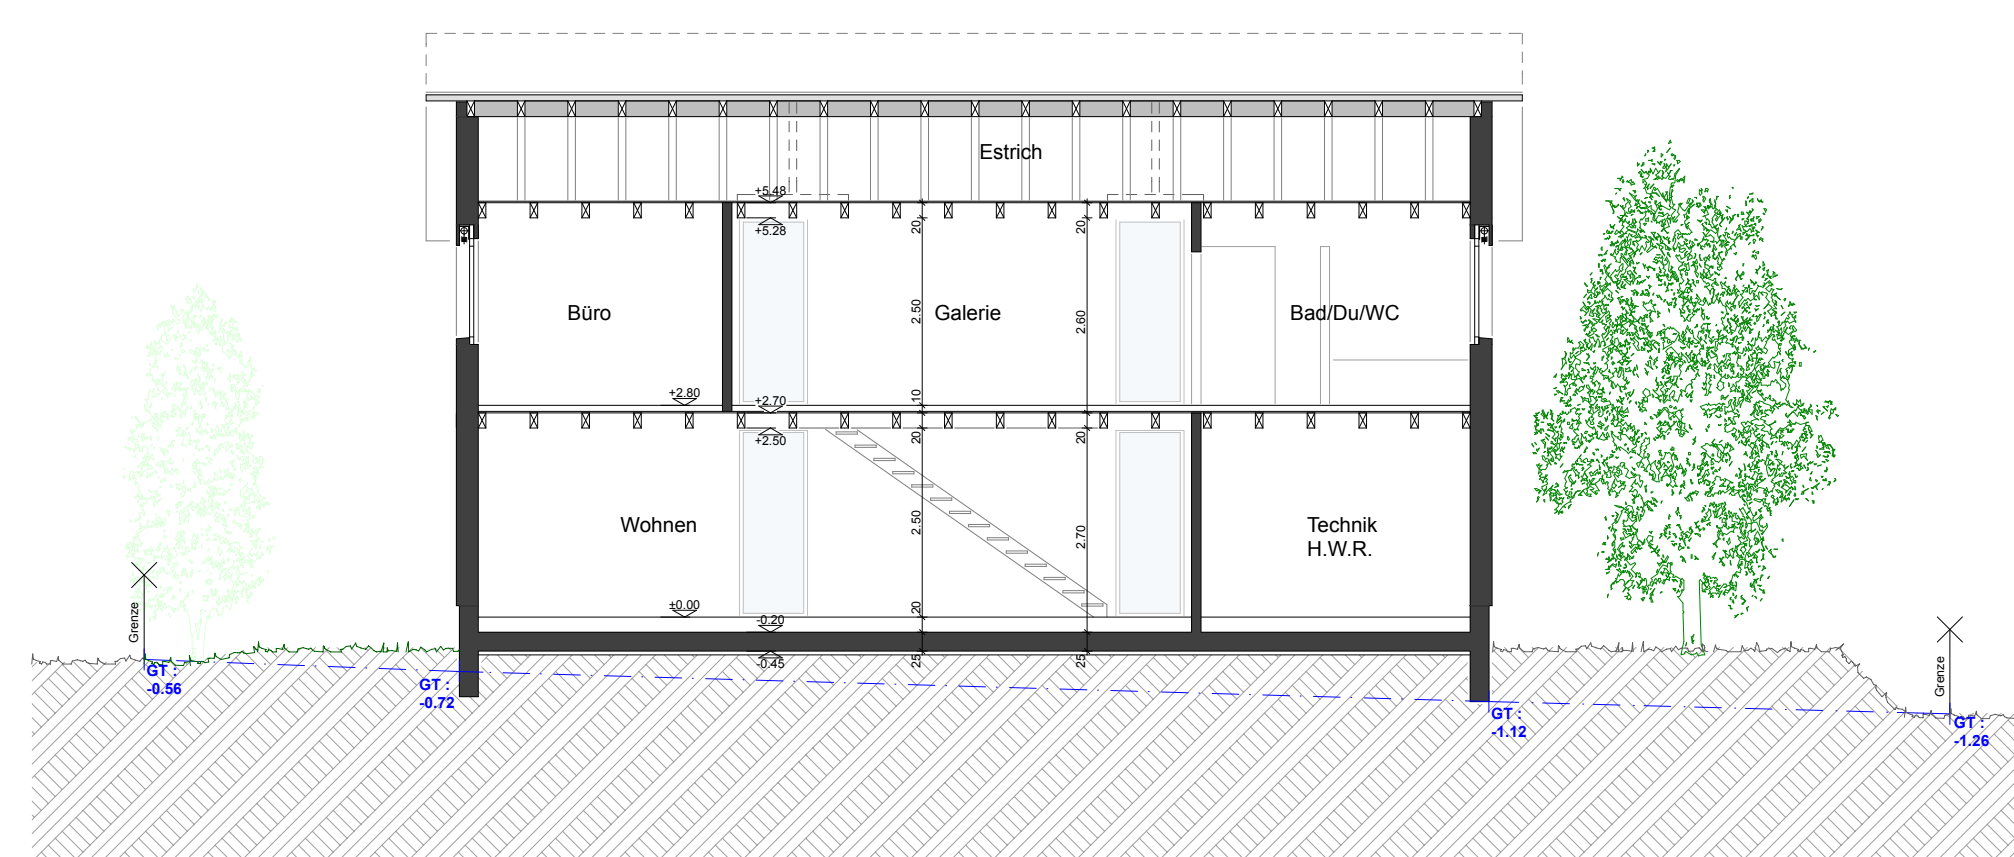 Estrich
+5.48
20
20
+5.28
Büro
2.50
Galerie
2.60
Bad/Du/WC
+2.80
+2.70
10
+2.50
20
20
Wohnen
2.50
2.70
Technik
H.W.R.
Grenze
+0.00
-0.20
20
-0.45
25
25
Grenze
GT :
-0.56
GT :
-0.72
GT :
-1.12
GT :
-1.26